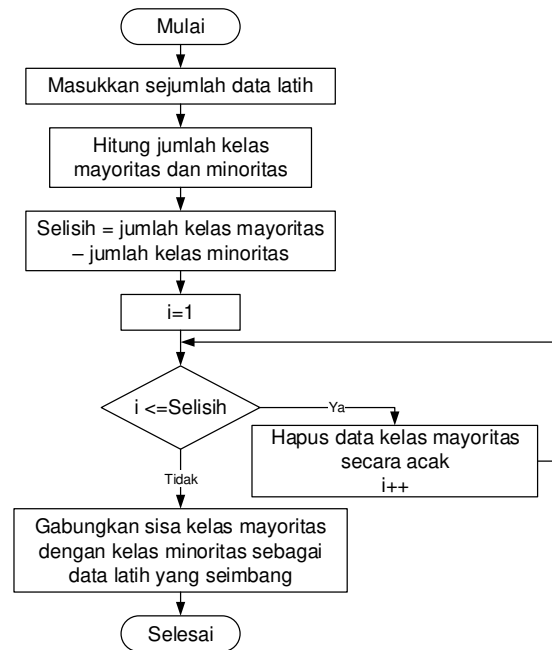 Mulai
Masukkan sejumlah data latih
Hitung jumlah kelas
mayoritas dan minoritas
Selisih = jumlah kelas mayoritas
– jumlah kelas minoritas
i=1
i <=Selisih
Ya
Hapus data kelas mayoritas
secara acak
i++
Tidak
Gabungkan sisa kelas mayoritas
dengan kelas minoritas sebagai
data latih yang seimbang
Selesai